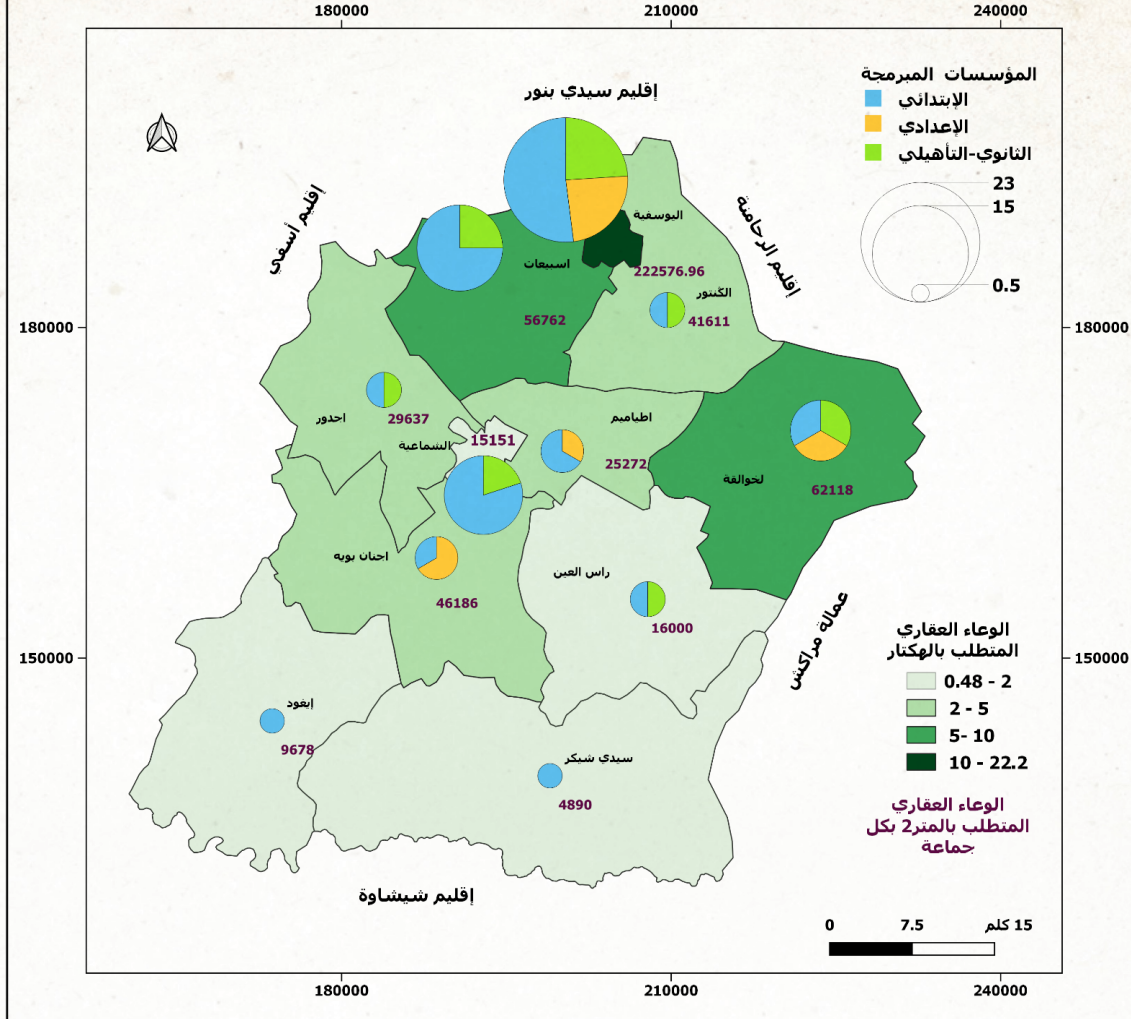 180000
210000
240000
المؤسسات المبرمجة
الإبتدائي
الإعدادي
الثانوي-التأهيلي
23
15
0.5
إقليم سيدي بنور
إقليم أسفي
إقليم الرحامنة
اليوسفية
222576.96
اسبيعات
56762
الكنتور
41611
180000
180000
اجدور
29637
الشماعية
15151
اطياميم
25272
لخوالقة
62118
اجنان بويه
46186
راس العين
16000
عمالة مراكش
150000
150000
إيغود
9678
سيدي شيكر
4890
إقليم شيشاوة
الوعاء العقاري
المتطلب بالهكتار
0.48 - 2
2 - 5
5- 10
10 - 22.2
الوعاء العقاري
المتطلب بالمتر2 بكل
جماعة
0 7.5 15 كلم
180000
210000
240000